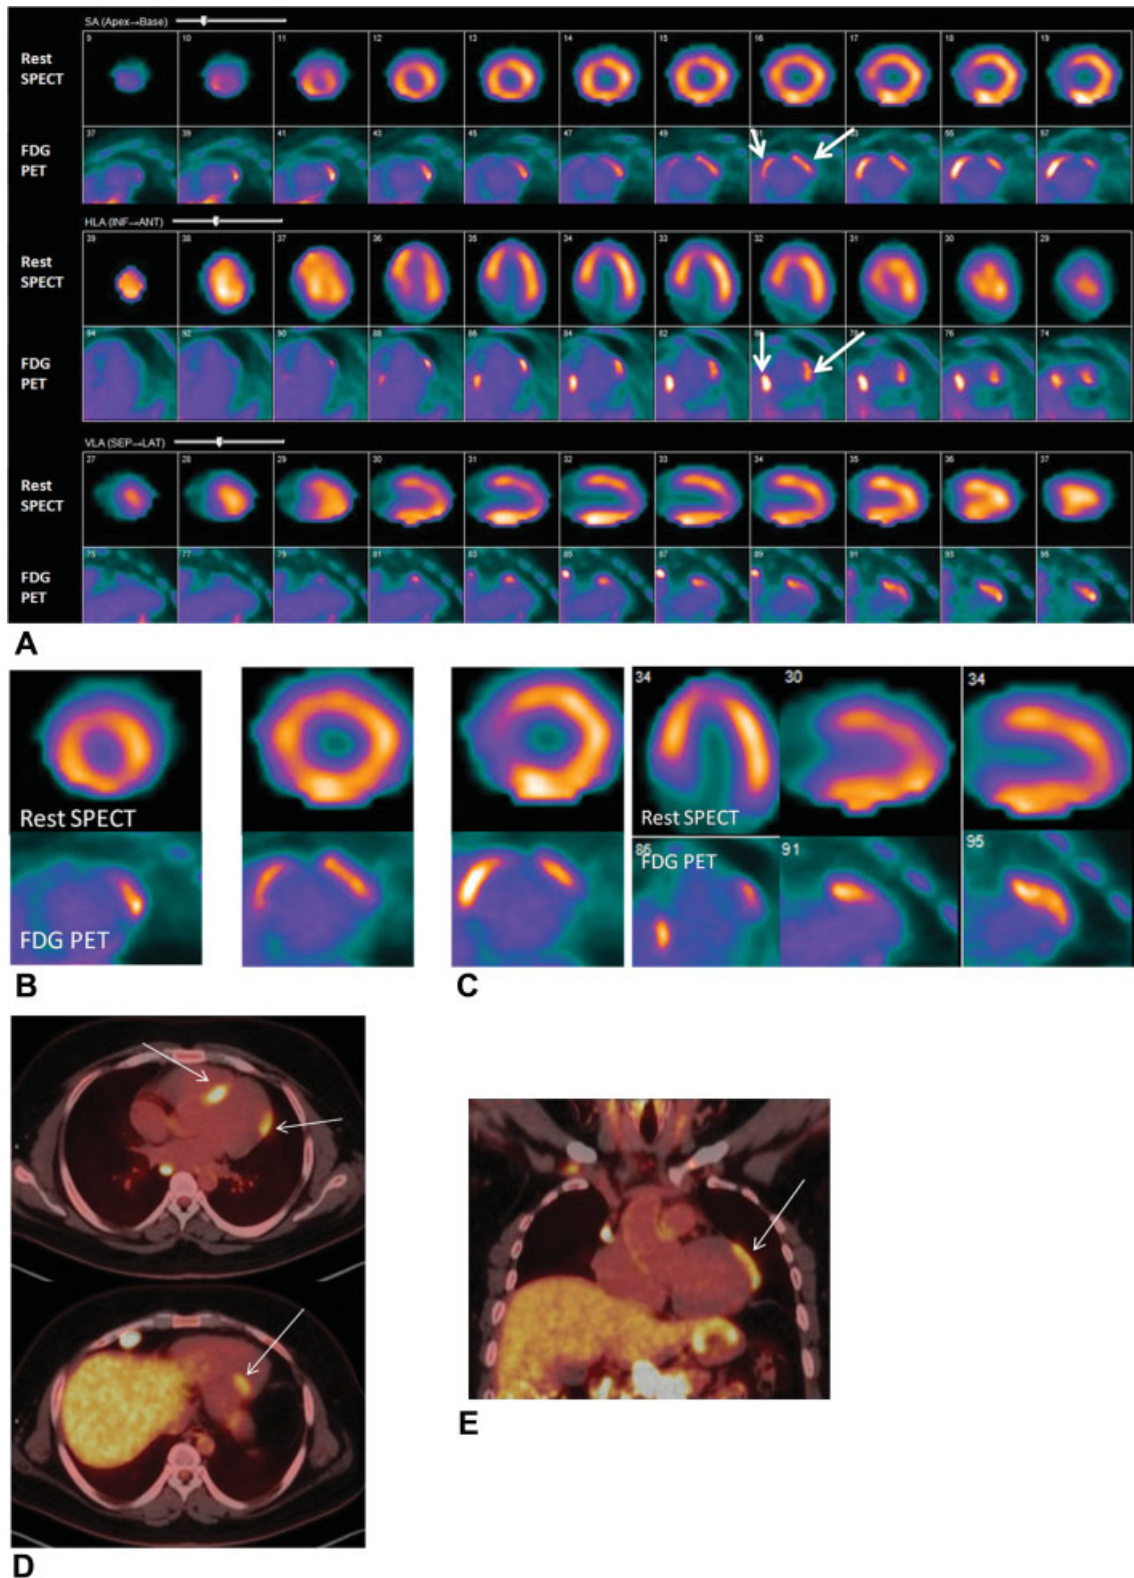 SA (Apex→Base)
Rest SPECT
9 10 11 12 13 14 15 16 17 18 19
FDG PET
37 39 41 43 45 47 49 51 53 55 57
HLA (INF→ANT)
Rest SPECT
39 38 37 36 35 34 33 32 31 30 29
FDG PET
94 92 90 88 86 84 82 80 78 76 74
VLA (SEP→LAT)
Rest SPECT
27 28 29 30 31 32 33 34 35 36 37
FDG PET
75 77 79 81 83 85 87 89 91 93 95
A
Rest SPECT
FDG PET
B
34 30 34
Rest SPECT
86 FDG PET 91 95
C
D
E